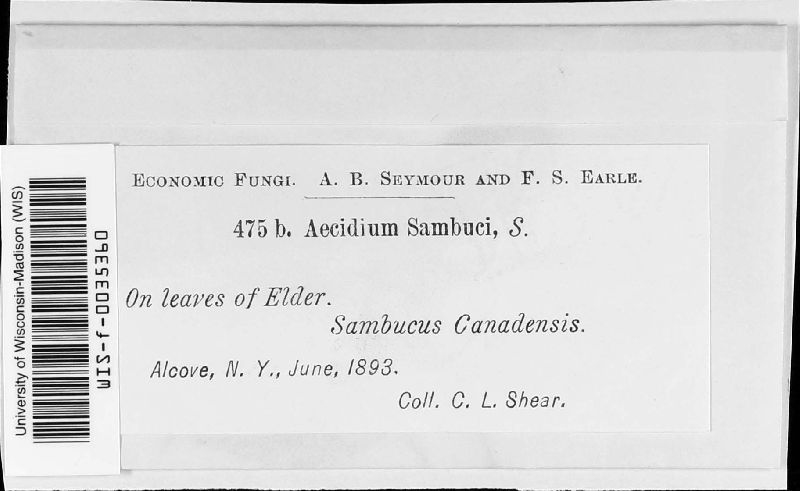 Economic Fungi. A. B. Seymour and F. S. Earle.
475 b. Aecidium Sambuci, S.
On leaves of Elder.
Sambucus Canadensis.
Alcove, N. Y., June, 1893.
Coll. C. L. Shear.
University of Wisconsin-Madison (WIS)
WIS-f-0035360